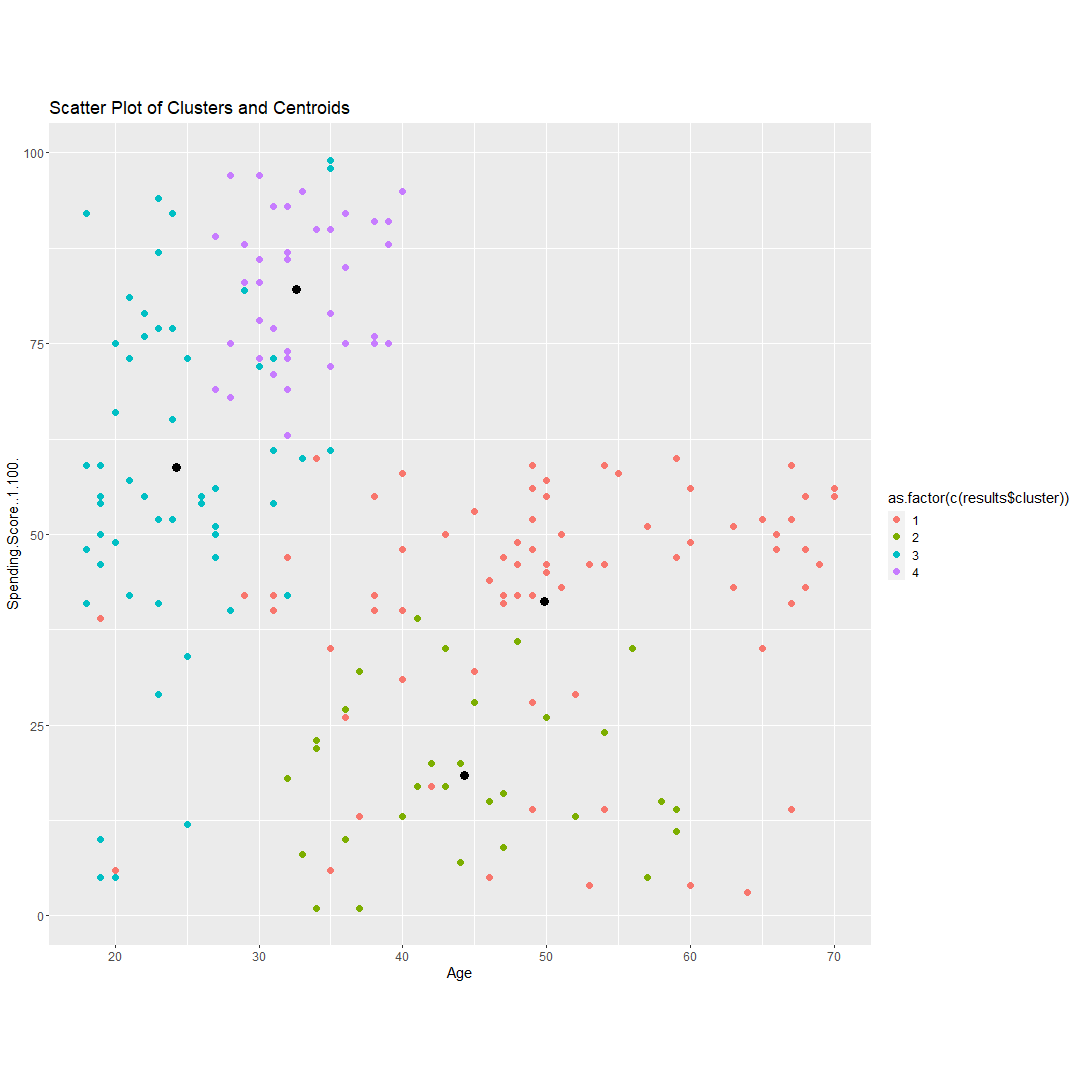 Scatter Plot of Clusters and Centroids
100
75
50
25
0
Spending.Score..1.100.
20 30 40 50 60 70
Age
as.factor(c(results$cluster))
1
2
3
4